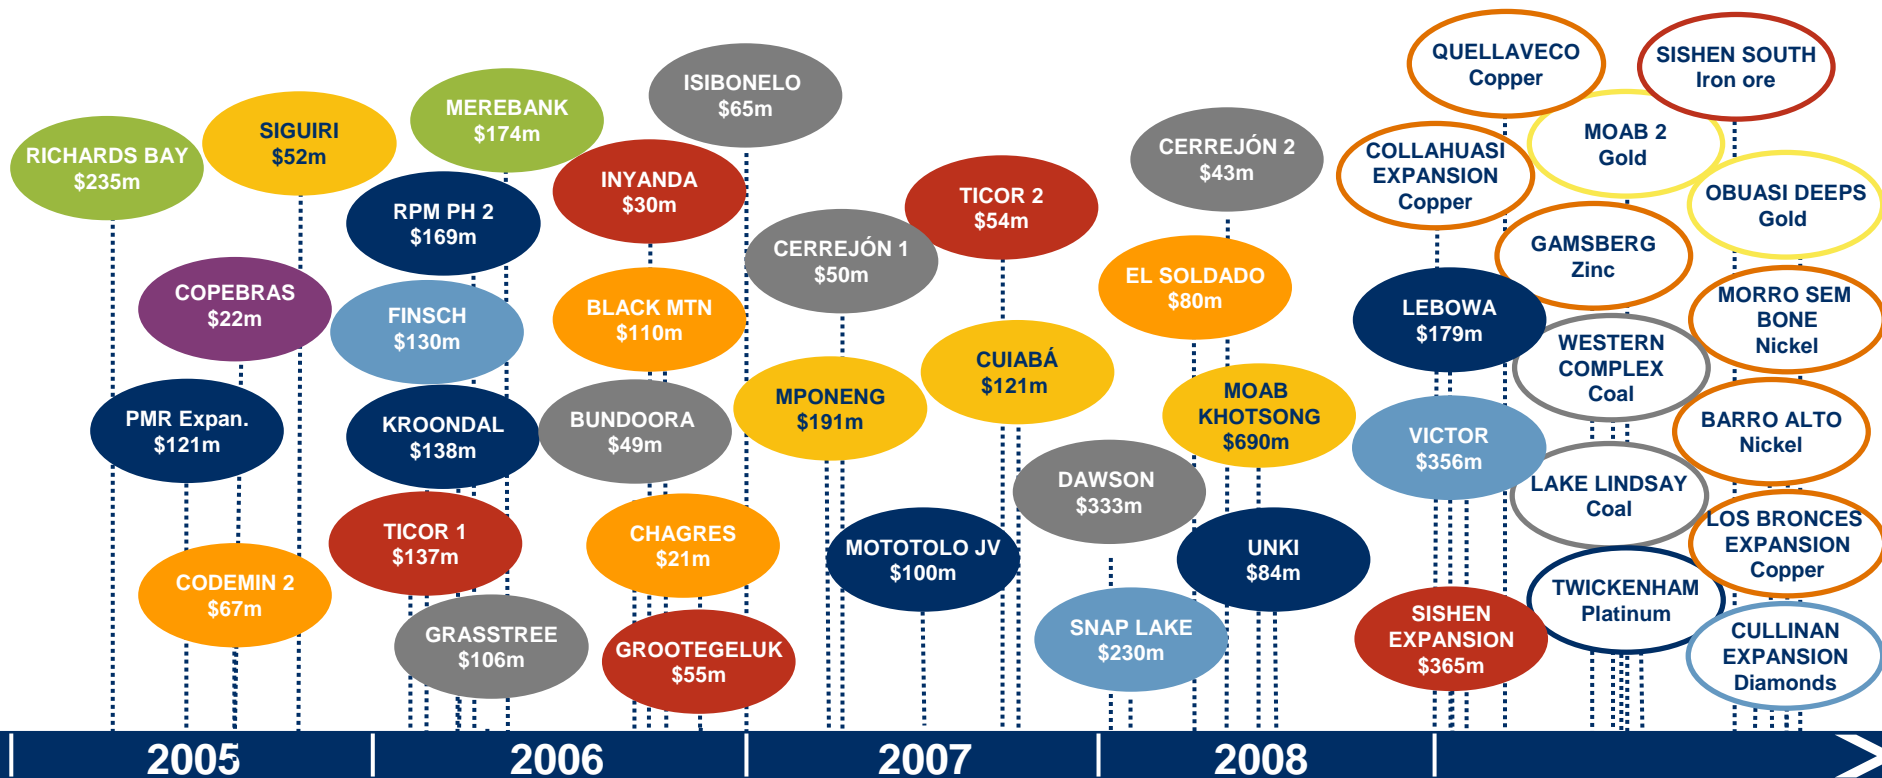 RICHARDS BAY
$235m
SIGUIRI
$52m
COPEBRAS
$22m
PMR Expan.
$121m
CODEMIN 2
$67m
MEREBANK
$174m
RPM PH 2
$169m
FINSCH
$130m
KROONDAL
$138m
TICOR 1
$137m
GRASSTREE
$106m
ISIBONELO
$65m
INYANDA
$30m
BLACK MTN
$110m
BUNDOORA
$49m
CHAGRES
$21m
GROOTEGELUK
$55m
CERREJÓN 1
$50m
MPONENG
$191m
TICOR 2
$54m
CUIABÁ
$121m
MOTOTOLO JV
$100m
CERREJÓN 2
$43m
EL SOLDADO
$80m
MOAB
KHOTSONG
$690m
DAWSON
$333m
UNKI
$84m
SNAP LAKE
$230m
QUELLAVECO
Copper
COLLAHUASI
EXPANSION
Copper
LEBOWA
$179m
VICTOR
$356m
SISHEN
EXPANSION
$365m
SISHEN SOUTH
Iron ore
MOAB 2
Gold
OBUASI DEEPS
Gold
GAMSBERG
Zinc
MORRO SEM
BONE
Nickel
WESTERN
COMPLEX
Coal
BARRO ALTO
Nickel
LAKE LINDSAY
Coal
LOS BRONCES
EXPANSION
Copper
TWICKENHAM
Platinum
CULLINAN
EXPANSION
Diamonds
2005
2006
2007
2008